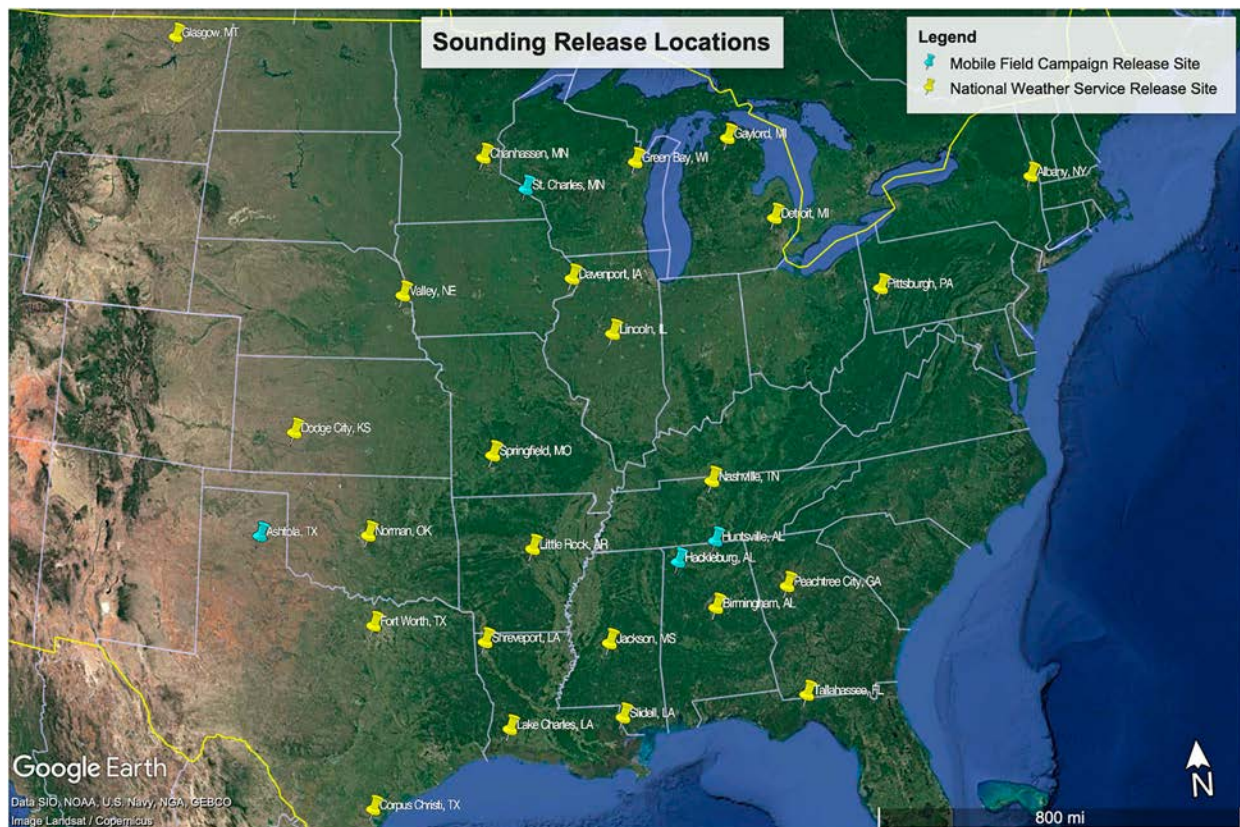 Sounding Release Locations
Legend
Mobile Field Campaign Release Site
National Weather Service Release Site
Glasgow, MT
Gaylord, MI
Chanhassen, MN
Green Bay, WI
Albany, NY
St. Charles, MN
Detroit, MI
Davenport, IA
Pittsburgh, PA
Valley, NE
Lincoln, IL
Dodge City, KS
Springfield, MO
Nashville, TN
Ashtola, TX
Norman, OK
Huntsville, AL
Little Rock, AR
Hackleburg, AL
Peachtree City, GA
Birmingham, AL
Fort Worth, TX
Shreveport, LA
Jackson, MS
Tallahassee, FL
Slidell, LA
Lake Charles, LA
Google Earth
N
Data SIO, NOAA, U.S. Navy, NGA, GEBCO
Corpus Christi, TX
Image Landsat / Copernicus
800 mi